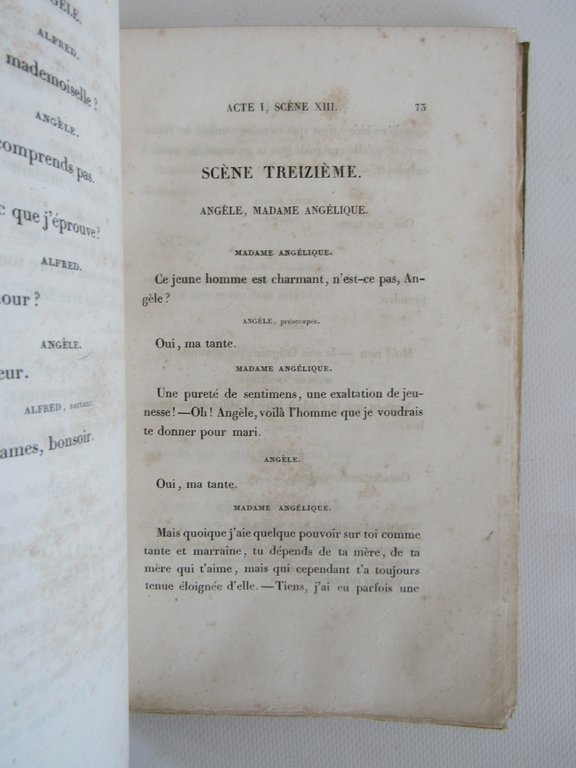 ANGÈLE.
ALFRED.
mademoiselle?
ANGÈLE.
comprends pas.
que j'éprouve?
ALFRED.
ANGÈLE.
ALFRED, sortant.
bonsoir.
ACTE I, SCÈNE XIII. 73
SCÈNE TREIZIÈME.
ANGÈLE, MADAME ANGÉLIQUE.
MADAME ANGÉLIQUE.
Ce jeune homme est charmant, n'est-ce pas, An-
gèle?
ANGÈLE, préoccupée.
Oui, ma tante.
MADAME ANGÉLIQUE.
Une pureté de sentimens, une exaltation de jeu-
nesse!—Oh! Angèle, voilà l'homme que je voudrais
te donner pour mari.
ANGÈLE.
Oui, ma tante.
MADAME ANGÉLIQUE.
Mais quoique j'aie quelque pouvoir sur toi comme
tante et marraine, tu dépends de ta mère, de ta
mère qui t'aime, mais qui cependant t'a toujours
tenue éloignée d'elle.—Tiens, j'ai eu parfois une